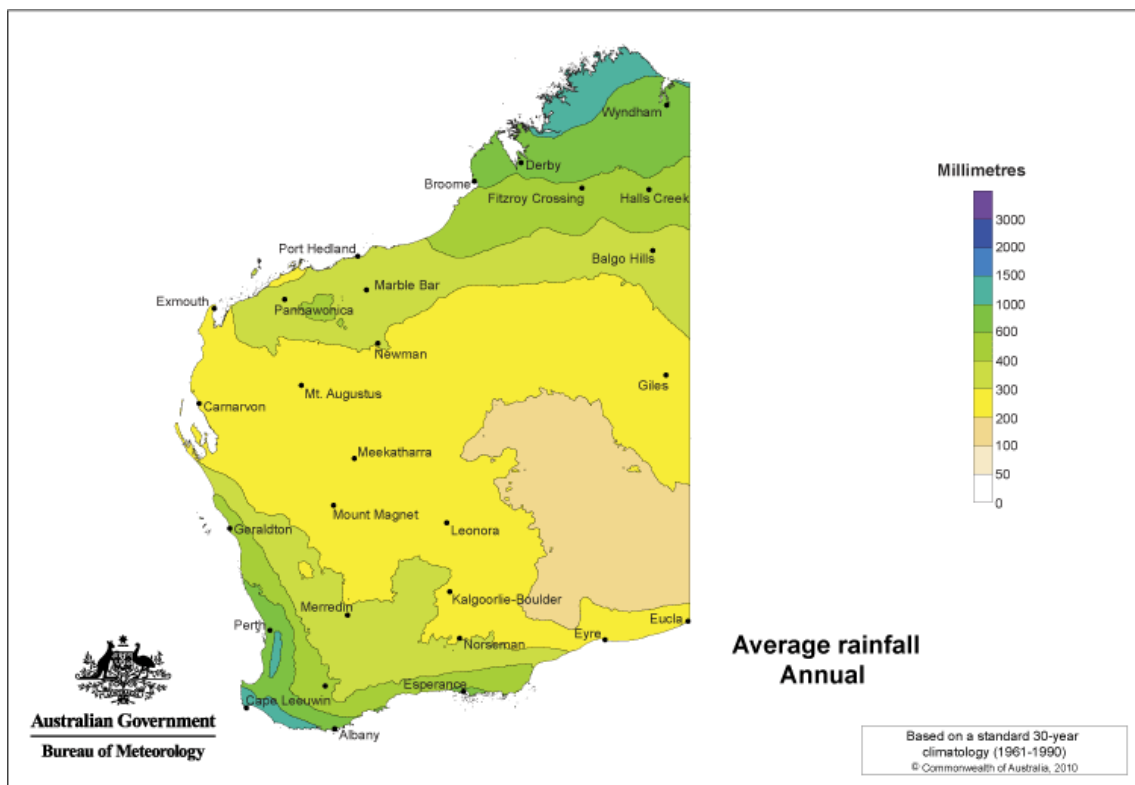 Wyndham
Derby
Broome
Fitzroy Crossing
Halls Creek
Port Hedland
Balgo Hills
Marble Bar
Exmouth
Pannawonica
Newman
Giles
Mt. Augustus
Carnarvon
Meekatharra
Mount Magnet
Leonora
Geraldton
Kalgoorlie-Boulder
Merredin
Perth
Norseman
Eyre
Eucla
Esperance
Cape Leeuwin
Albany
Millimetres
3000
2000
1500
1000
600
400
300
200
100
50
0
Average rainfall
Annual
Australian Government
Bureau of Meteorology
Based on a standard 30-year
climatology (1961-1990)
© Commonwealth of Australia, 2010